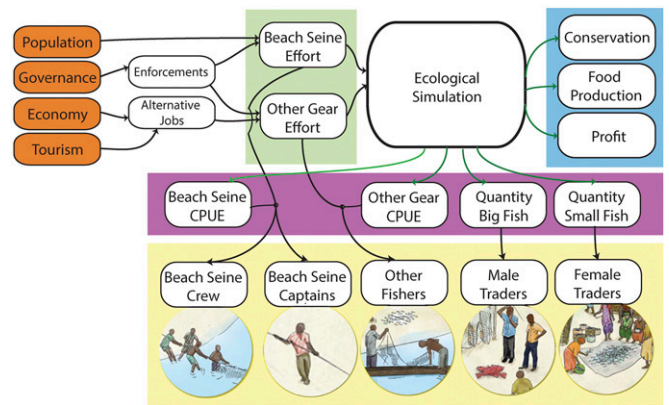 Population
Governance
Economy
Tourism
Enforcements
Alternative
Jobs
Beach Seine
Effort
Other Gear
Effort
Ecological
Simulation
Conservation
Food
Production
Profit
Beach Seine
CPUE
Other Gear
CPUE
Quantity
Big Fish
Quantity
Small Fish
Beach Seine
Crew
Beach Seine
Captains
Other
Fishers
Male
Traders
Female
Traders